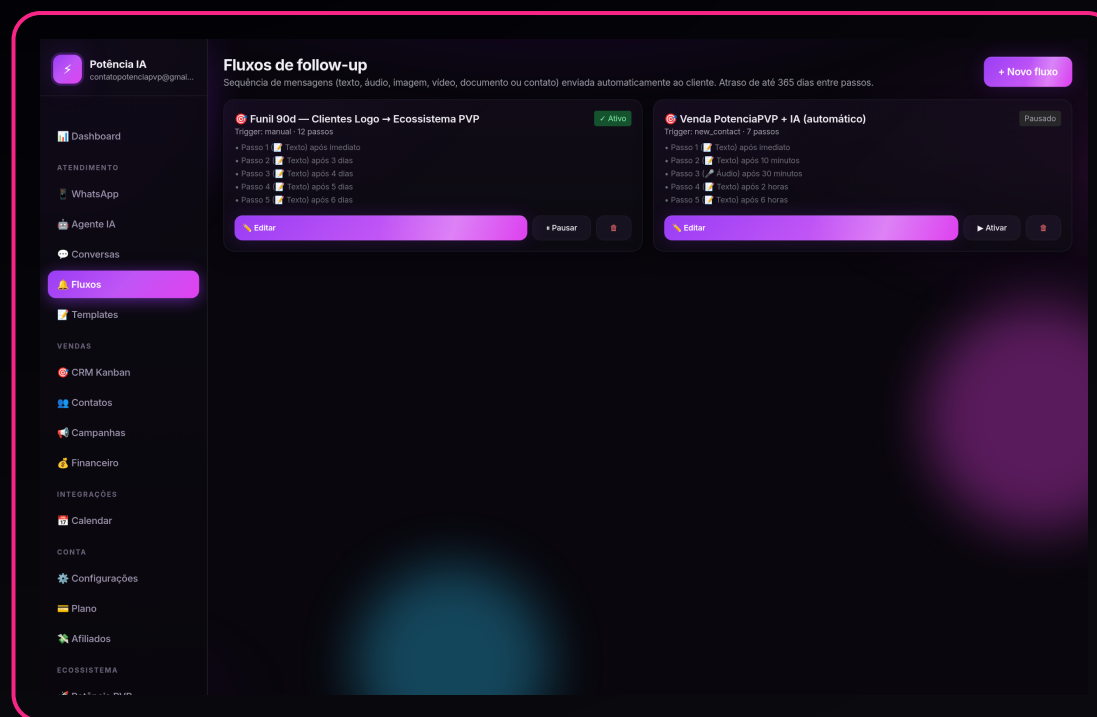 ⚡ Potência IA
contatopotenciapvp@gmai...
📊 Dashboard
ATENDIMENTO
📱 WhatsApp
🤖 Agente IA
💬 Conversas
🔔 Fluxos
📝 Templates
VENDAS
🎯 CRM Kanban
👥 Contatos
📢 Campanhas
💰 Financeiro
INTEGRAÇÕES
📅 Calendar
CONTA
⚙️ Configurações
💳 Plano
💸 Afiliados
ECOSSISTEMA
Fluxos de follow-up
Sequência de mensagens (texto, áudio, imagem, vídeo, documento ou contato) enviada automaticamente ao cliente. Atraso de até 365 dias entre passos.
+ Novo fluxo
🎯 Funil 90d — Clientes Logo → Ecossistema PVP
✓ Ativo
Trigger: manual · 12 passos
• Passo 1 (📝 Texto) após imediato
• Passo 2 (📝 Texto) após 3 dias
• Passo 3 (📝 Texto) após 4 dias
• Passo 4 (📝 Texto) após 5 dias
• Passo 5 (📝 Texto) após 6 dias
✏️ Editar
⏸ Pausar
🗑
🎯 Venda PotenciaPVP + IA (automático)
Pausado
Trigger: new_contact · 7 passos
• Passo 1 (📝 Texto) após imediato
• Passo 2 (📝 Texto) após 10 minutos
• Passo 3 (🎤 Áudio) após 30 minutos
• Passo 4 (📝 Texto) após 2 horas
• Passo 5 (📝 Texto) após 6 horas
✏️ Editar
▶ Ativar
🗑